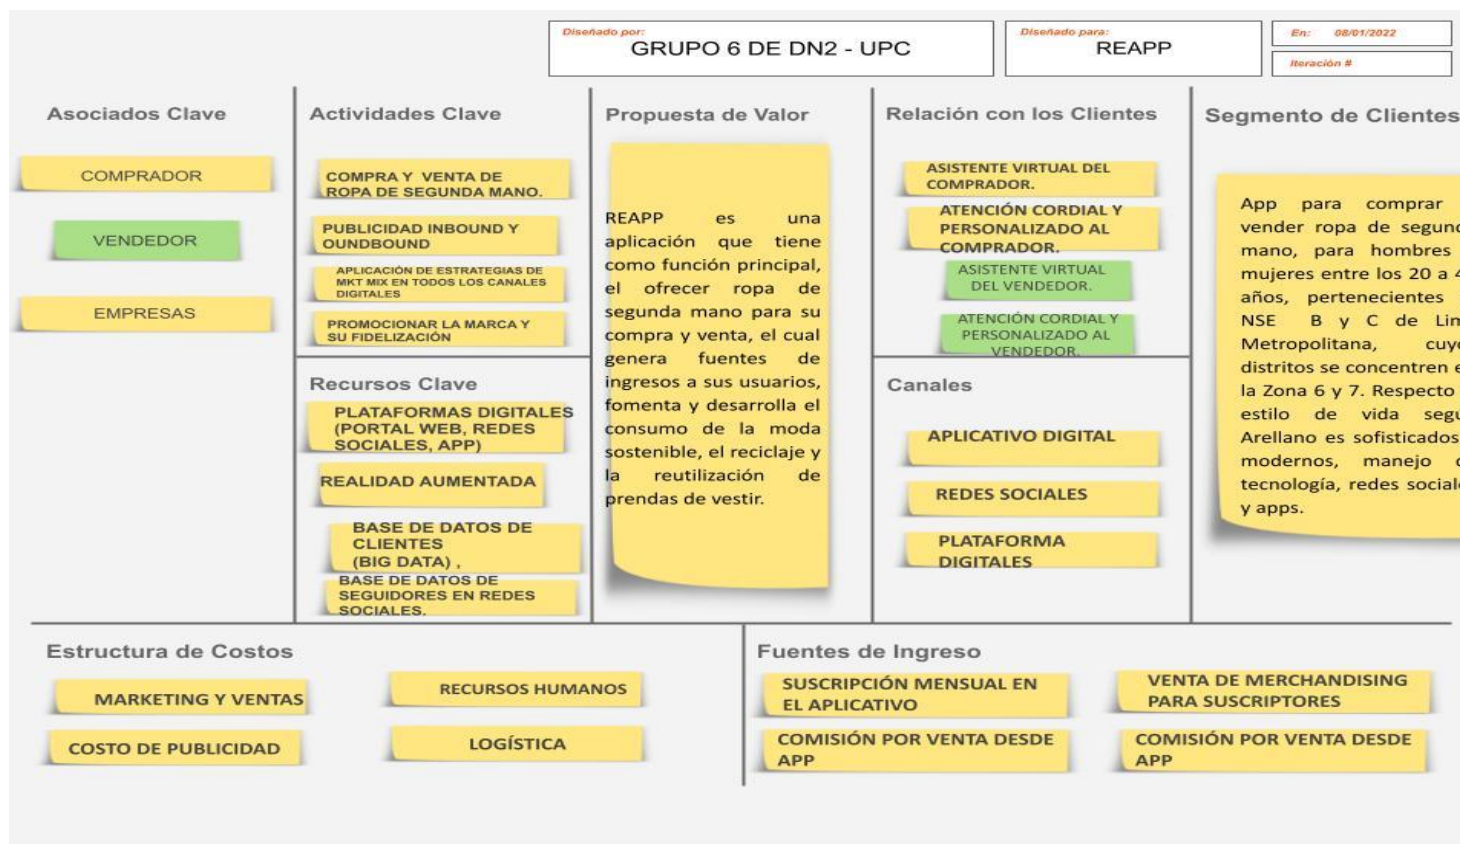 Diseñado por:
GRUPO 6 DE DN2 - UPC
Diseñado para:
REAPP
En: 08/01/2022
Iteración #
Asociados Clave
COMPRADOR
VENDEDOR
EMPRESAS
Actividades Clave
COMPRA Y VENTA DE
ROPA DE SEGUNDA MANO.
PUBLICIDAD INBOUND Y
OUNDBOUND
APLICACIÓN DE ESTRATEGIAS DE
MKT MIX EN TODOS LOS CANALES
DIGITALES
PROMOCIONAR LA MARCA Y
SU FIDELIZACIÓN
Recursos Clave
PLATAFORMAS DIGITALES
(PORTAL WEB, REDES
SOCIALES, APP)
REALIDAD AUMENTADA
BASE DE DATOS DE
CLIENTES
(BIG DATA) ,
BASE DE DATOS DE
SEGUIDORES EN REDES
SOCIALES.
Propuesta de Valor
REAPP es una
aplicación que tiene
como función principal,
el ofrecer ropa de
segunda mano para su
compra y venta, el cual
genera fuentes de
ingresos a sus usuarios,
fomenta y desarrolla el
consumo de la moda
sostenible, el reciclaje y
la reutilización de
prendas de vestir.
Relación con los Clientes
ASISTENTE VIRTUAL DEL
COMPRADOR.
ATENCIÓN CORDIAL Y
PERSONALIZADO AL
COMPRADOR.
ASISTENTE VIRTUAL
DEL VENDEDOR.
ATENCIÓN CORDIAL Y
PERSONALIZADO AL
VENDEDOR.
Canales
APLICATIVO DIGITAL
REDES SOCIALES
PLATAFORMA
DIGITALES
Segmento de Clientes
App para comprar
vender ropa de
mano, para hombres
mujeres entre los 20 a
años, pertenecientes
NSE B y C de
Metropolitana,
distritos se concentren
la Zona 6 y 7. Respecto
estilo de vida
Arellano es sofisticados
modernos, manejo
tecnología, redes
y apps.
Estructura de Costos
MARKETING Y VENTAS
RECURSOS HUMANOS
COSTO DE PUBLICIDAD
LOGÍSTICA
Fuentes de Ingreso
SUSCRIPCIÓN MENSUAL EN
EL APLICATIVO
VENTA DE MERCHANDISING
PARA SUSCRIPTORES
COMISIÓN POR VENTA DESDE
APP
COMISIÓN POR VENTA DESDE
APP